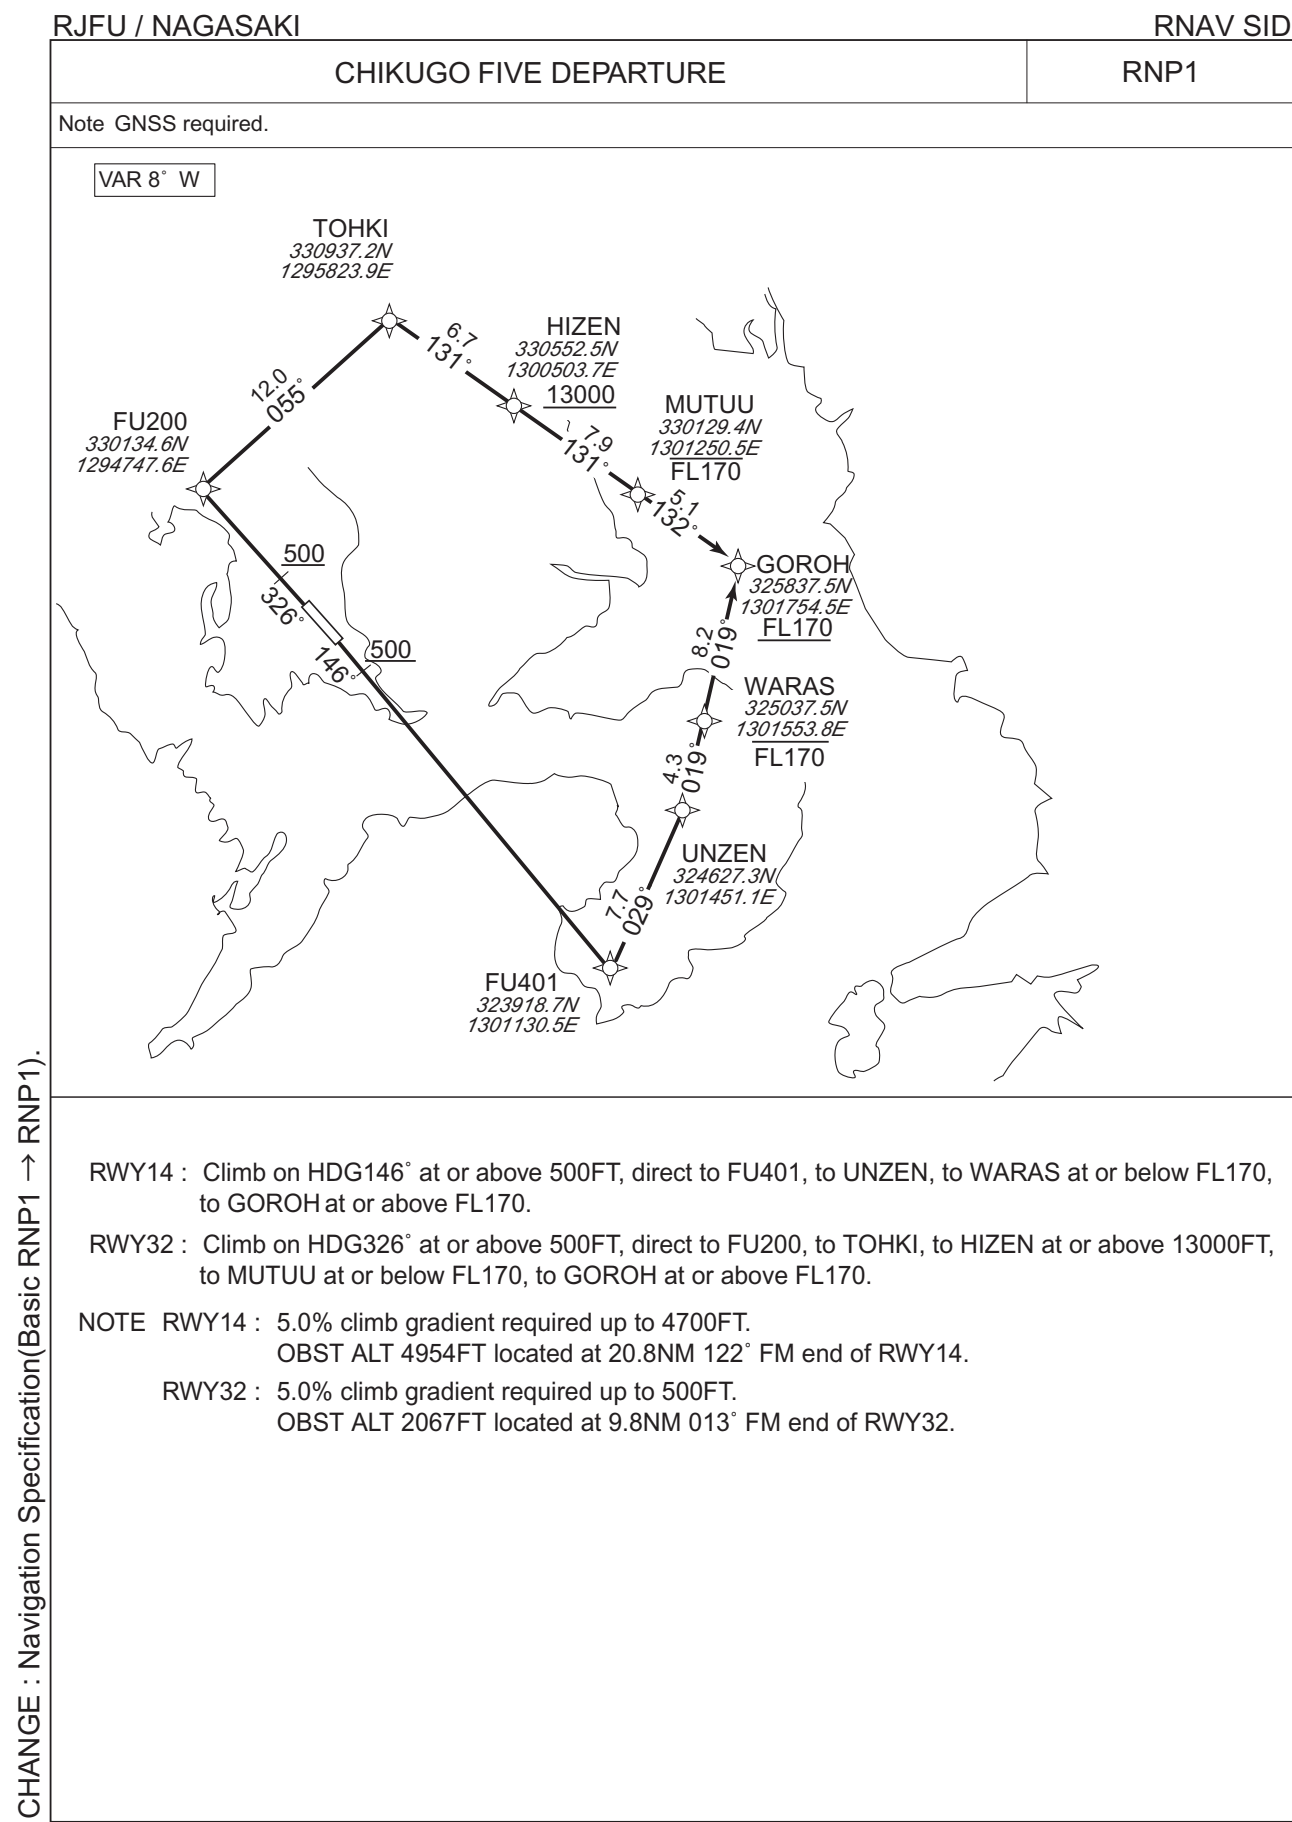 RJFU / NAGASAKI
RNAV SID
CHIKUGO FIVE DEPARTURE
RNP1
Note GNSS required.
VAR 8° W
TOHKI
330937.2N
1295823.9E
6.7
131°
HIZEN
330552.5N
1300503.7E
13000
12.0
055°
FU200
330134.6N
1294747.6E
7.9
131°
MUTUU
330129.4N
1301250.5E
FL170
5.1
132°
500
326°
GOROH
325837.5N
1301754.5E
FL170
146°
500
8.2
019°
WARAS
325037.5N
1301553.8E
FL170
4.3
019°
UNZEN
324627.3N
1301451.1E
7.7
029°
FU401
323918.7N
1301130.5E
RWY14 : Climb on HDG146° at or above 500FT, direct to FU401, to UNZEN, to WARAS at or below FL170,
to GOROH at or above FL170.
RWY32 : Climb on HDG326° at or above 500FT, direct to FU200, to TOHKI, to HIZEN at or above 13000FT,
to MUTUU at or below FL170, to GOROH at or above FL170.
NOTE RWY14 : 5.0% climb gradient required up to 4700FT.
OBST ALT 4954FT located at 20.8NM 122° FM end of RWY14.
RWY32 : 5.0% climb gradient required up to 500FT.
OBST ALT 2067FT located at 9.8NM 013° FM end of RWY32.
CHANGE : Navigation Specification(Basic RNP1 → RNP1).